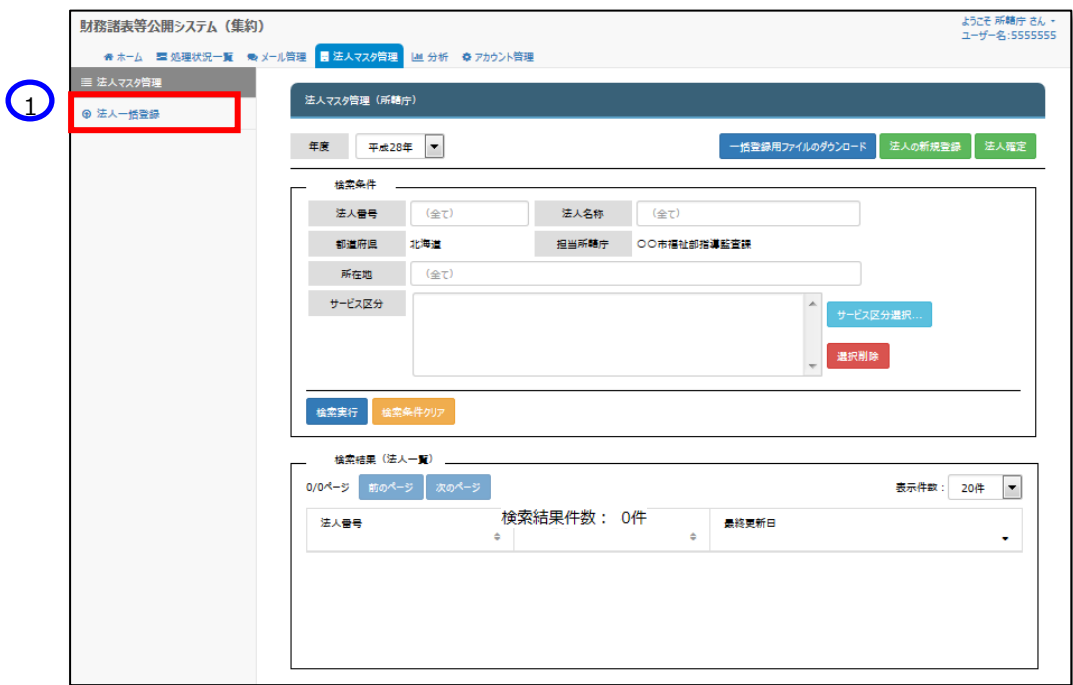 財務諸表等公開システム（集約）
ようこそ 所轄庁 さん
ユーザー名:5555555
ホーム 処理状況一覧 メール管理 法人マスタ管理 分析 アカウント管理
法人マスタ管理
1
法人一括登録
法人マスタ管理（所轄庁）
年度 平成28年 一括登録用ファイルのダウンロード 法人の新規登録 法人確定
検索条件
法人番号 （全て） 法人名称 （全て）
都道府県 北海道 担当所轄庁 〇〇市福祉部指導監査課
所在地 （全て）
サービス区分
サービス区分選択...
選択削除
検索実行 検索条件クリア
検索結果（法人一覧）
0/0ページ 前のページ 次のページ 表示件数： 20件
法人番号 検索結果件数： 0件 最終更新日